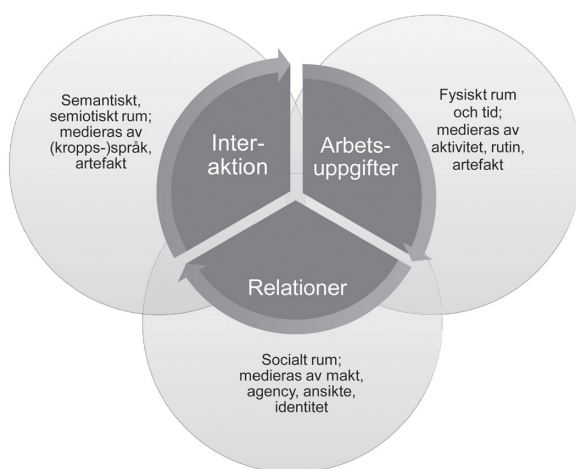 Semantiskt,
semiotiskt rum;
medieras av
(kropps-)språk,
artefakt
Inter-
aktion
Arbets-
uppgifter
Fysiskt rum
och tid;
medieras av
aktivitet, rutin,
artefakt
Relationer
Socialt rum;
medieras av makt,
agency, ansikte,
identitet